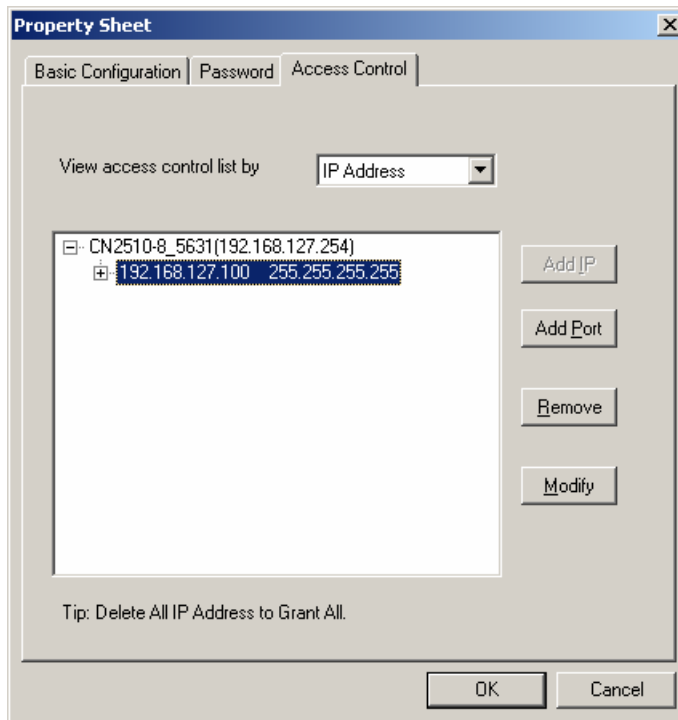 Property Sheet
Basic Configuration Password Access Control
View access control list by IP Address
CN2510-8_5631(192.168.127.254)
192.168.127.100 255.255.255.255
Add IP
Add Port
Remove
Modify
Tip: Delete All IP Address to Grant All.
OK Cancel